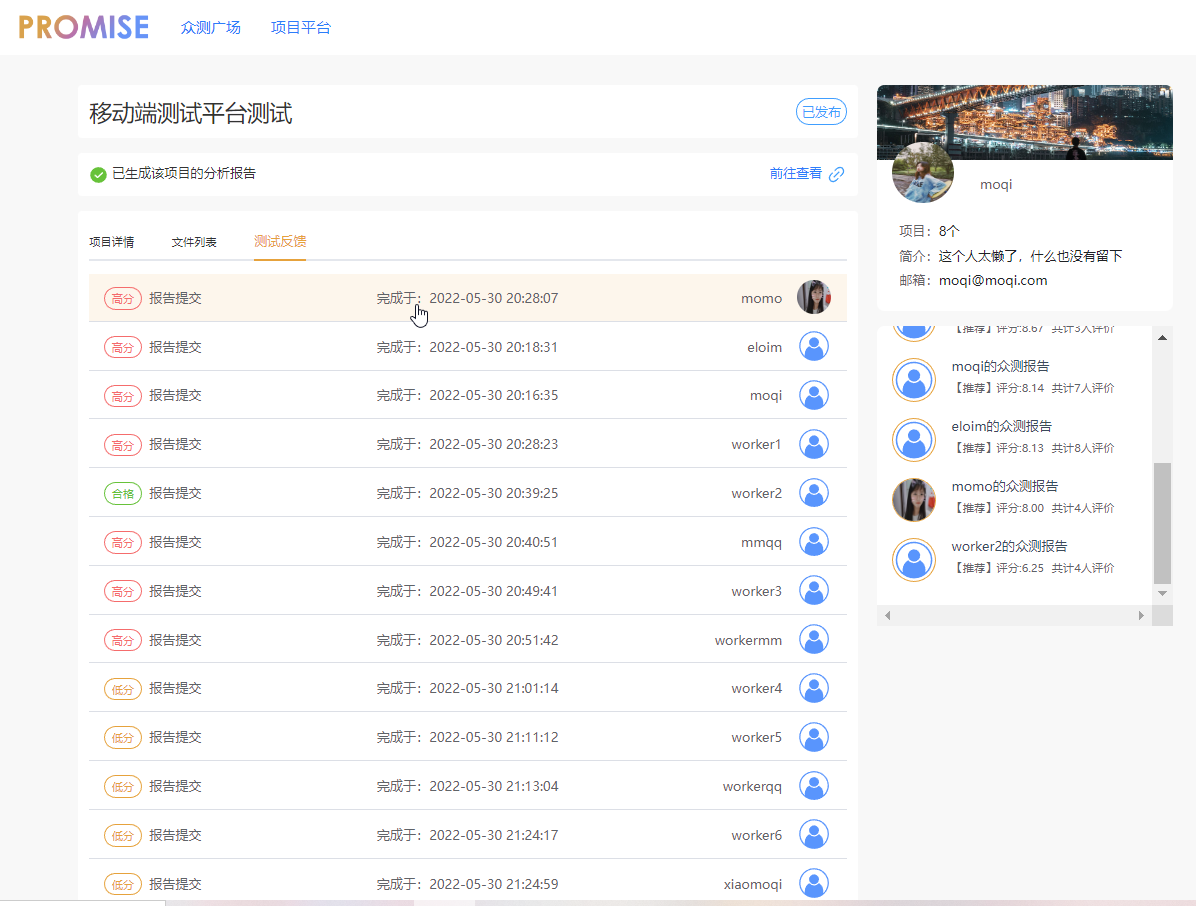 PROMISE 众测广场 项目平台
移动端测试平台测试 已发布
已生成该项目的分析报告 前往查看
项目详情 文件列表 测试反馈
高分 报告提交 完成于：2022-05-30 20:28:07 momo
高分 报告提交 完成于：2022-05-30 20:18:31 eloim
高分 报告提交 完成于：2022-05-30 20:16:35 moqi
高分 报告提交 完成于：2022-05-30 20:28:23 worker1
合格 报告提交 完成于：2022-05-30 20:39:25 worker2
高分 报告提交 完成于：2022-05-30 20:40:51 mmqq
高分 报告提交 完成于：2022-05-30 20:49:41 worker3
高分 报告提交 完成于：2022-05-30 20:51:42 workermm
低分 报告提交 完成于：2022-05-30 21:01:14 worker4
低分 报告提交 完成于：2022-05-30 21:11:12 worker5
低分 报告提交 完成于：2022-05-30 21:13:04 workerqq
低分 报告提交 完成于：2022-05-30 21:24:17 worker6
低分 报告提交 完成于：2022-05-30 21:24:59 xiaomoqi
moqi
项目：8个
简介：这个人太懒了，什么也没有留下
邮箱：moqi@moqi.com
【推荐】评分:8.67 共计3人评价
moqi的众测报告
【推荐】评分:8.14 共计7人评价
eloim的众测报告
【推荐】评分:8.13 共计8人评价
momo的众测报告
【推荐】评分:8.00 共计4人评价
worker2的众测报告
【推荐】评分:6.25 共计4人评价